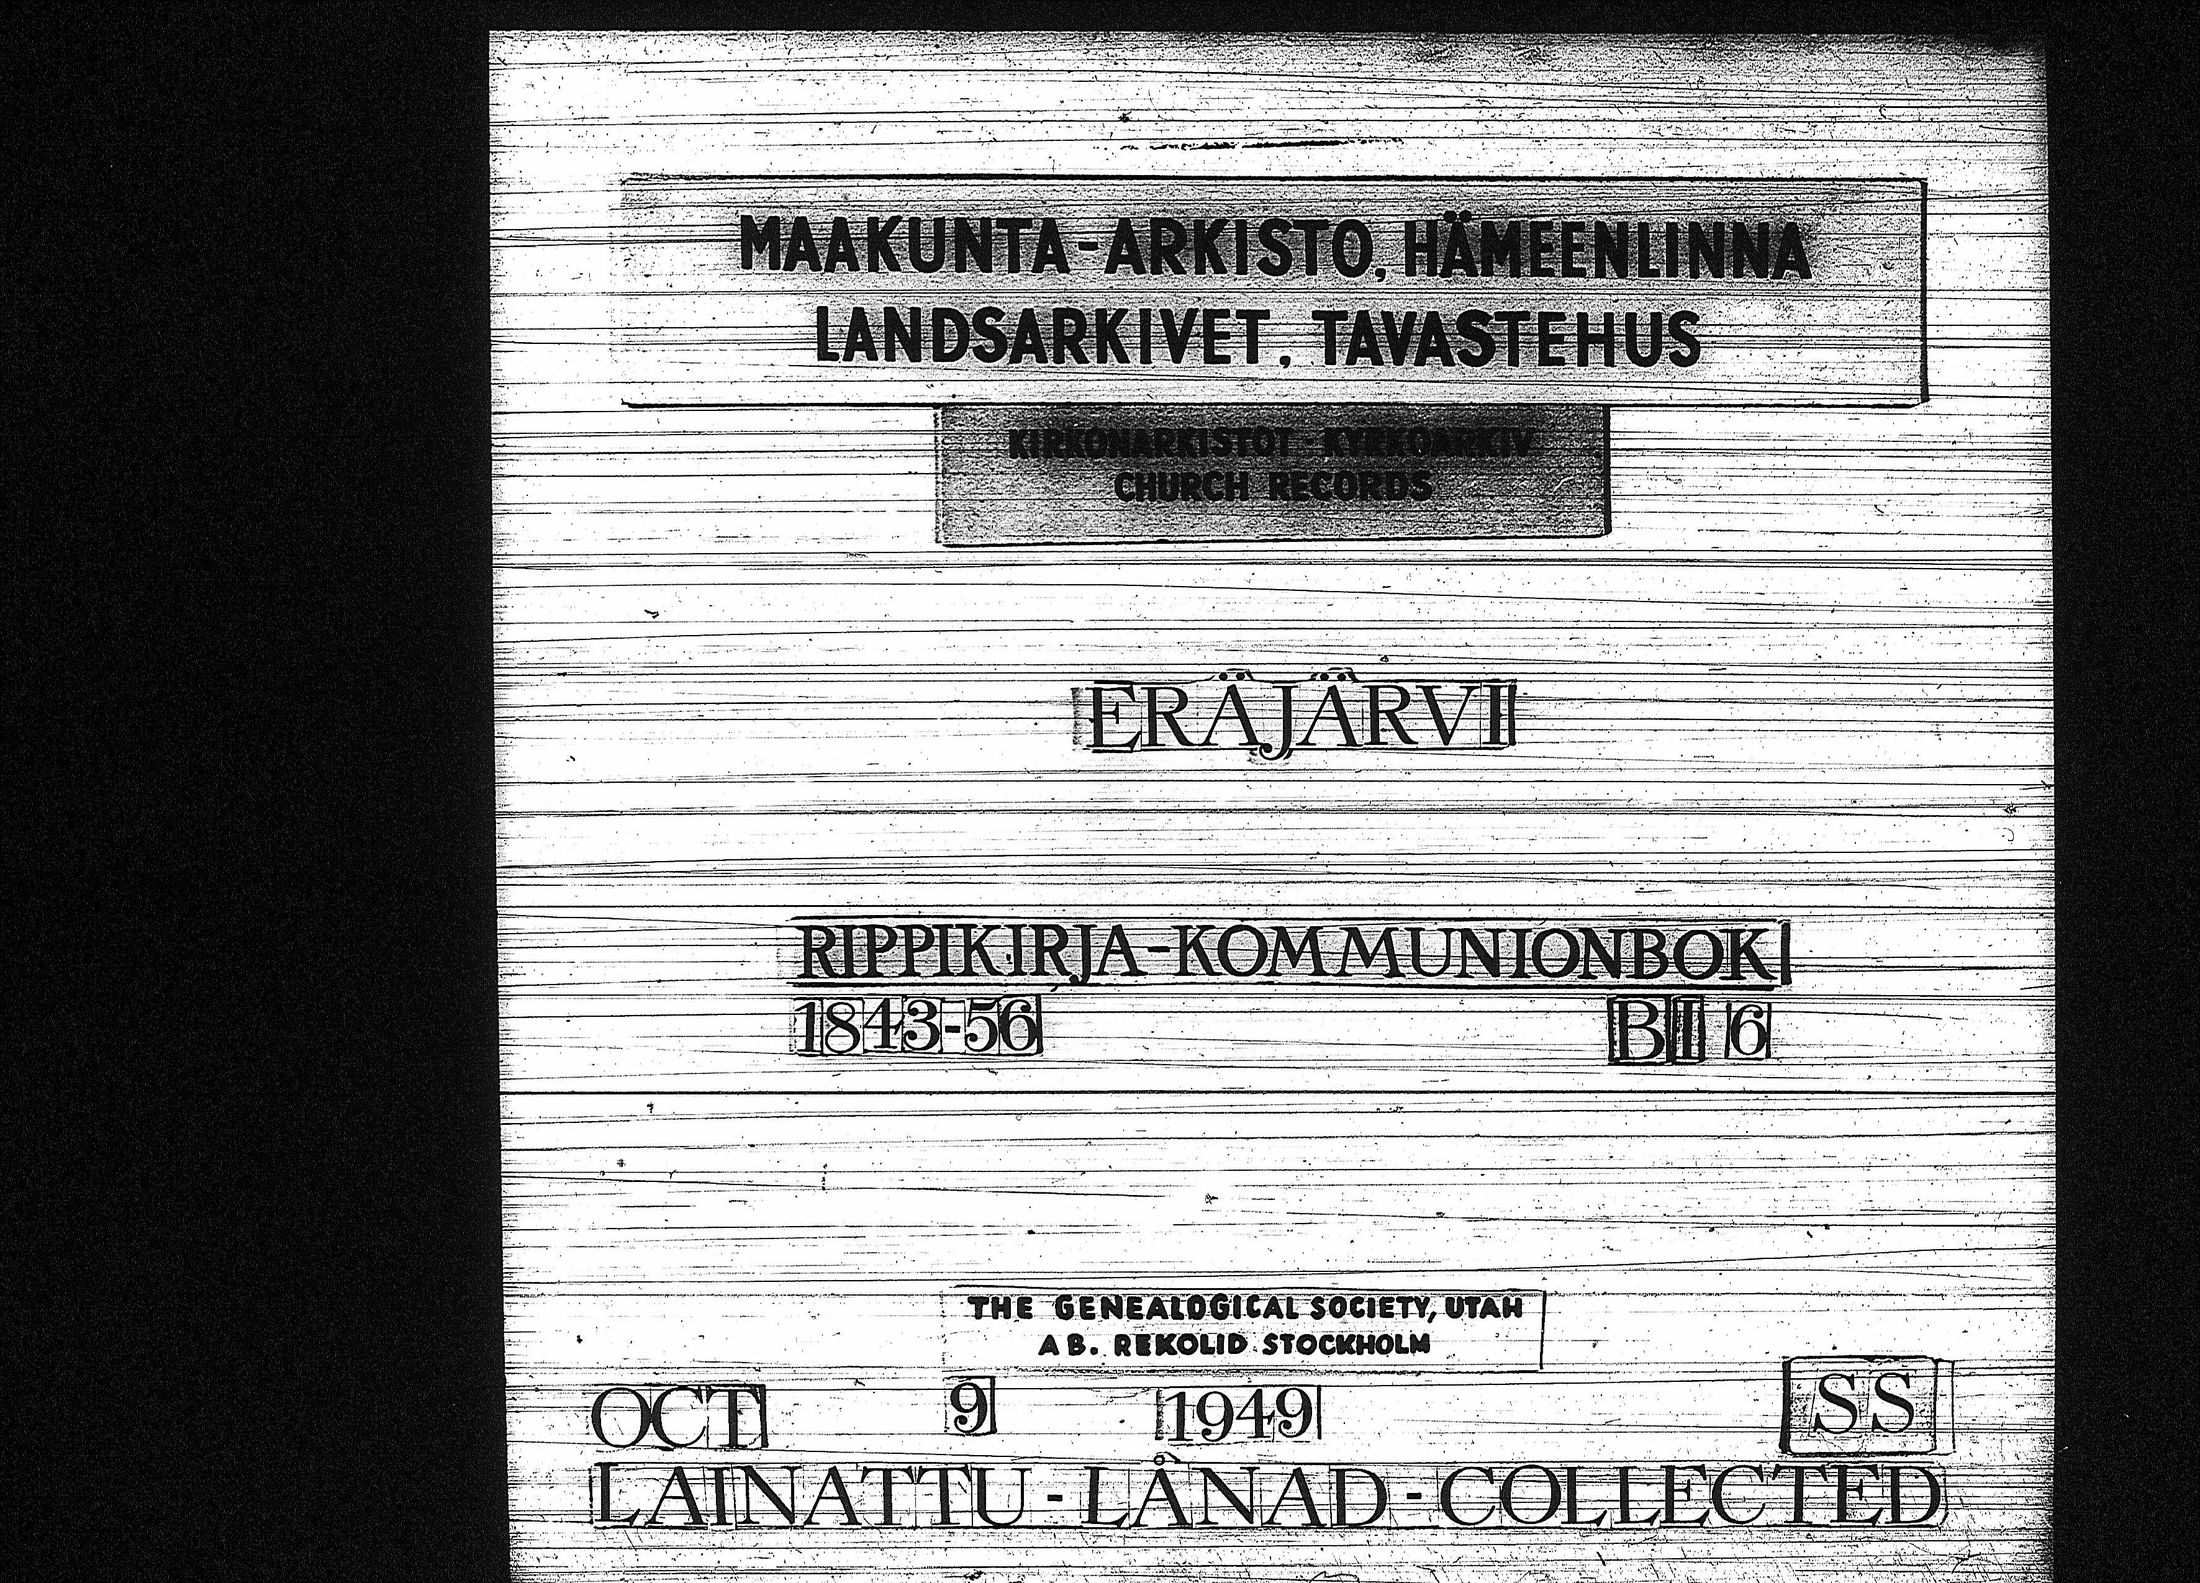 MAAKUNTA-ARKISTO, HÄMEENLINNA
LANDSARKIVET, TAVASTEHUS
KIRKONARKISTOT - KYRKOARKIV
CHURCH RECORDS
ERÄJÄRVI
RIPPIKIRJA-KOMMUNIONBOK
1843-56 BI 6
THE GENEALOGICAL SOCIETY, UTAH
AB. REKOLID STOCKHOLM
OCT 9 1949 SS
LAINATTU - LÅNAD - COLLECTED